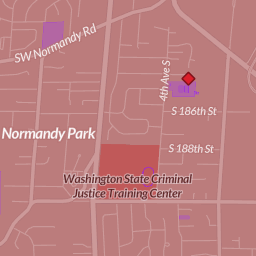 SW Normandy Rd
4th Ave S
S 186th St
Normandy Park
S 188th St
Washington State Criminal
Justice Training Center